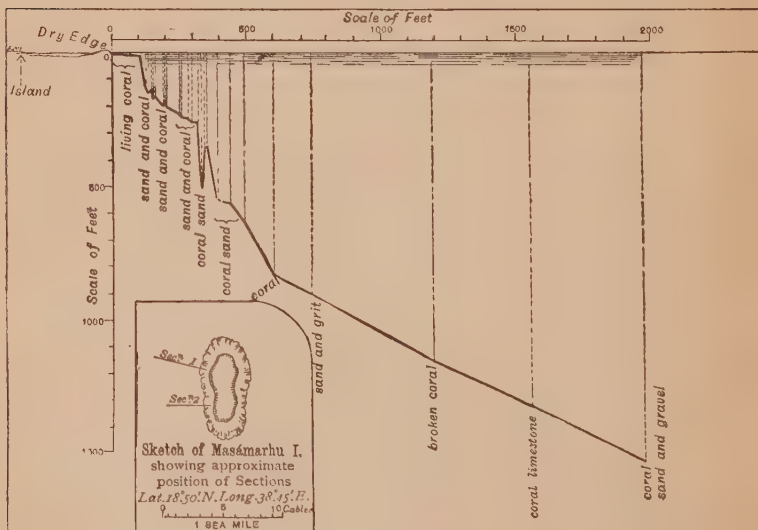 Scale of Feet
Dry Edge
0 500 1000 1500 2000
0
Island
living coral
sand and coral
sand and coral
sand and coral
coral sand
coral sand
coral
sand and grit
broken coral
coral limestone
coral
sand and gravel
Scale of Feet
500
1000
Secn. 1
Secn. 2
Sketch of Masámarhu I.
showing approximate
position of Sections
Lat. 18°50'. N. Long. 38°45'. E.
0 5 10 Cables
1 SEA MILE